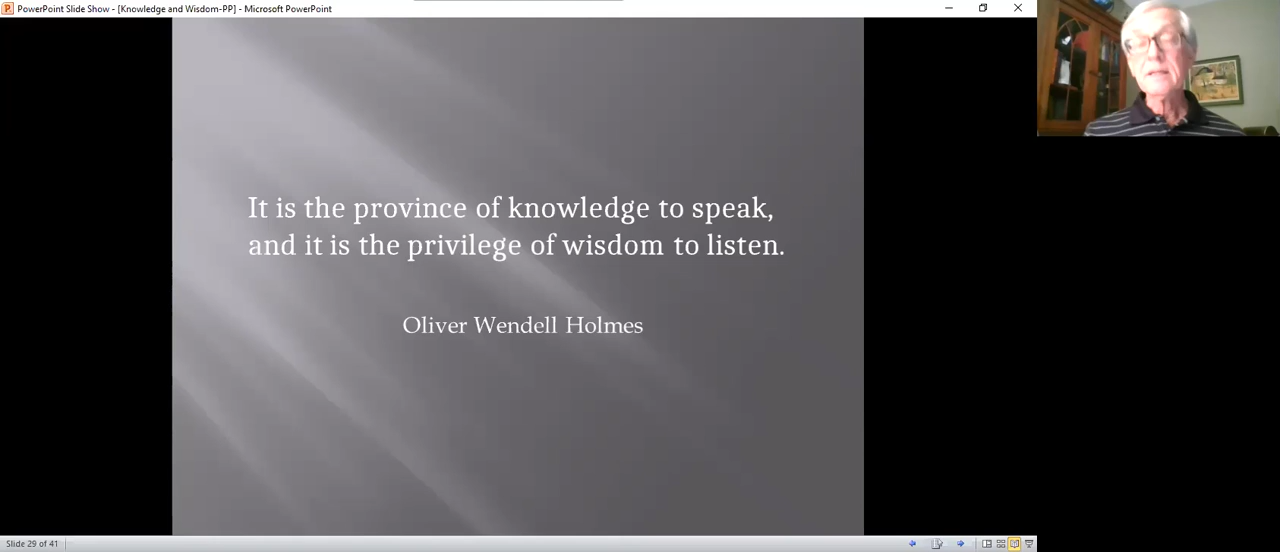 PowerPoint Slide Show - [Knowledge and Wisdom-PP] - Microsoft PowerPoint
It is the province of knowledge to speak,
and it is the privilege of wisdom to listen.
Oliver Wendell Holmes
Slide 29 of 41